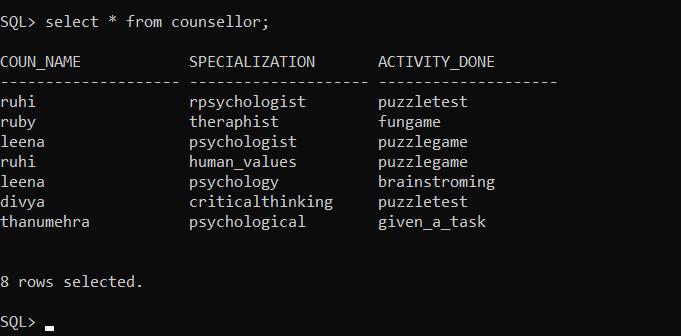 SQL> select * from counsellor;
COUN_NAME            SPECIALIZATION       ACTIVITY_DONE
-------------------- -------------------- --------------------
ruhi                 rpsychologist        puzzletest
ruby                 theraphist           fungame
leena                psychologist         puzzlegame
ruhi                 human_values         puzzlegame
leena                psychology           brainstroming
divya                criticalthinking     puzzletest
thanumehra           psychological        given_a_task
8 rows selected.
SQL>